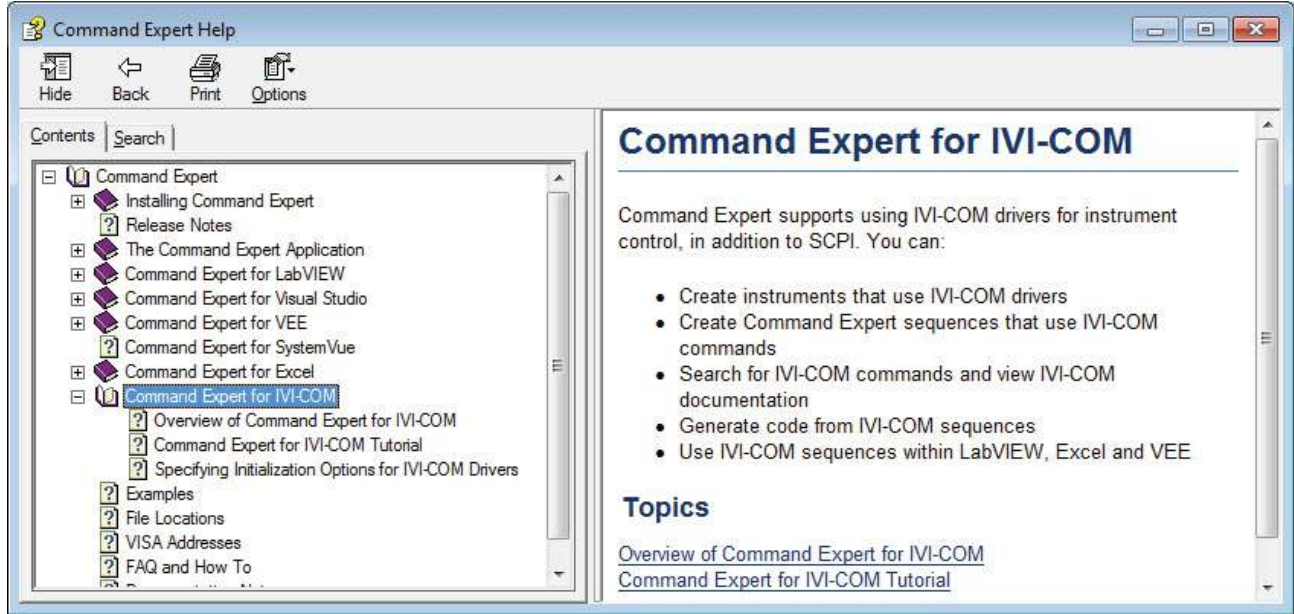 Command Expert Help
Hide Back Print Options
Contents Search
Command Expert
Installing Command Expert
Release Notes
The Command Expert Application
Command Expert for LabVIEW
Command Expert for Visual Studio
Command Expert for VEE
Command Expert for SystemVue
Command Expert for Excel
Command Expert for IVI-COM
Overview of Command Expert for IVI-COM
Command Expert for IVI-COM Tutorial
Specifying Initialization Options for IVI-COM Drivers
Examples
File Locations
VISA Addresses
FAQ and How To
Command Expert for IVI-COM
Command Expert supports using IVI-COM drivers for instrument
control, in addition to SCPI. You can:
• Create instruments that use IVI-COM drivers
• Create Command Expert sequences that use IVI-COM
commands
• Search for IVI-COM commands and view IVI-COM
documentation
• Generate code from IVI-COM sequences
• Use IVI-COM sequences within LabVIEW, Excel and VEE
Topics
Overview of Command Expert for IVI-COM
Command Expert for IVI-COM Tutorial